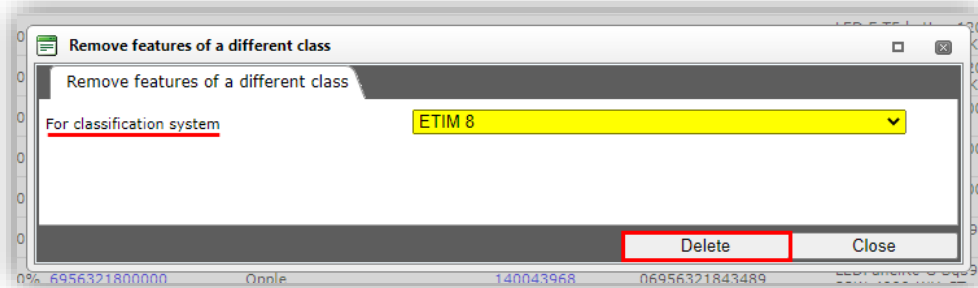 Remove features of a different class
Remove features of a different class
For classification system
ETIM 8
Delete
Close
0% 6956321800000 Opple 140043968 06956321843489